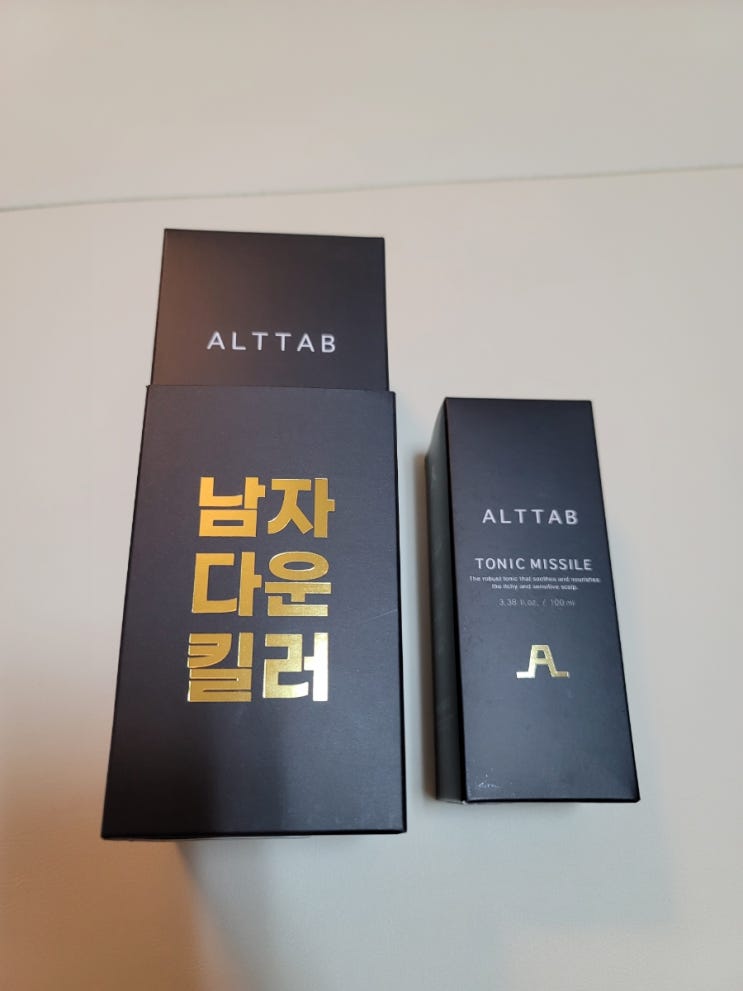 ALTTAB
남자
다운
킬러
ALTTAB
TONIC MISSILE
The robust tonic that soothes and nourishes
the itchy and sensitive scalp.
3.38 fl.oz. / 100 ml